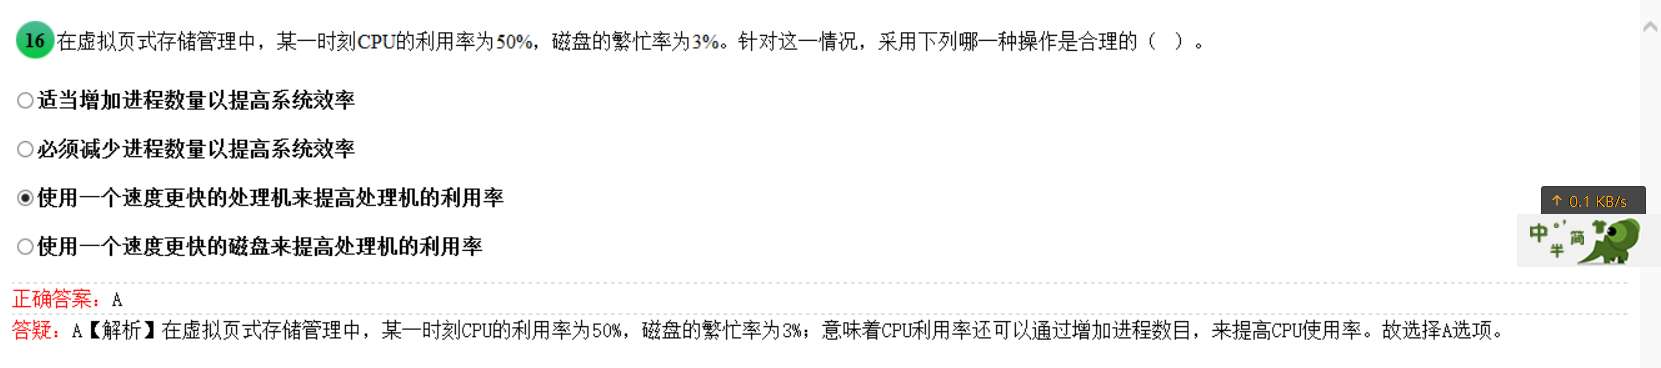 16 在虚拟页式存储管理中，某一时刻CPU的利用率为50%，磁盘的繁忙率为3%。针对这一情况，采用下列哪一种操作是合理的（ ）。
适当增加进程数量以提高系统效率
必须减少进程数量以提高系统效率
使用一个速度更快的处理机来提高处理机的利用率
↑ 0.1 KB/s
中 °’ 半 简
使用一个速度更快的磁盘来提高处理机的利用率
正确答案：A
答疑：A【解析】在虚拟页式存储管理中，某一时刻CPU的利用率为50%，磁盘的繁忙率为3%；意味着CPU利用率还可以通过增加进程数目，来提高CPU使用率。故选择A选项。